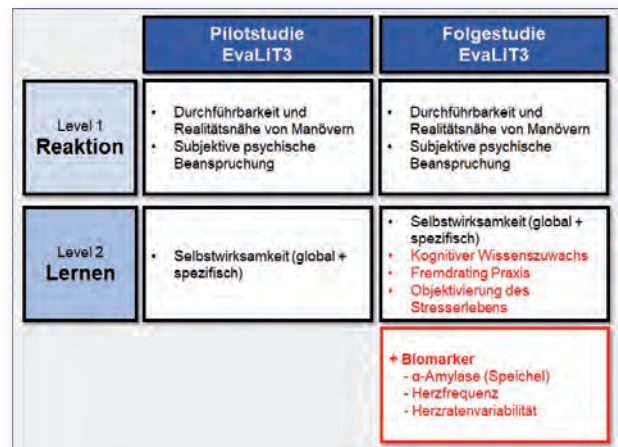 Pilotstudie
EvaLiT3
Folgestudie
EvaLiT3
Level 1
Reaktion
• Durchführbarkeit und
Realitätsnähe von Manövern
• Subjektive psychische
Beanspruchung
• Durchführbarkeit und
Realitätsnähe von Manövern
• Subjektive psychische
Beanspruchung
Level 2
Lernen
• Selbstwirksamkeit (global +
spezifisch)
• Selbstwirksamkeit (global +
spezifisch)
• Kognitiver Wissenszuwachs
• Fremdrating Praxis
• Objektivierung des
Stresserlebens
+ Biomarker
- α-Amylase (Speichel)
- Herzfrequenz
- Herzratenvariabilität